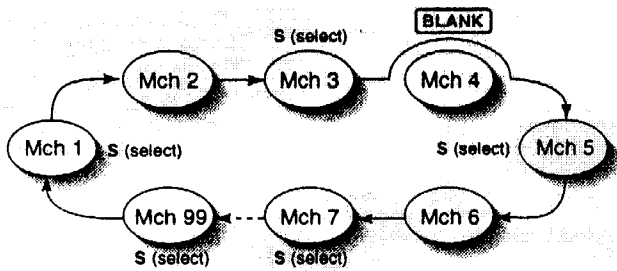 BLANK
S (select)
Mch 2
Mch 3
Mch 4
Mch 1
S (select)
S (select)
Mch 5
Mch 99
Mch 7
Mch 6
S (select)
S (select)